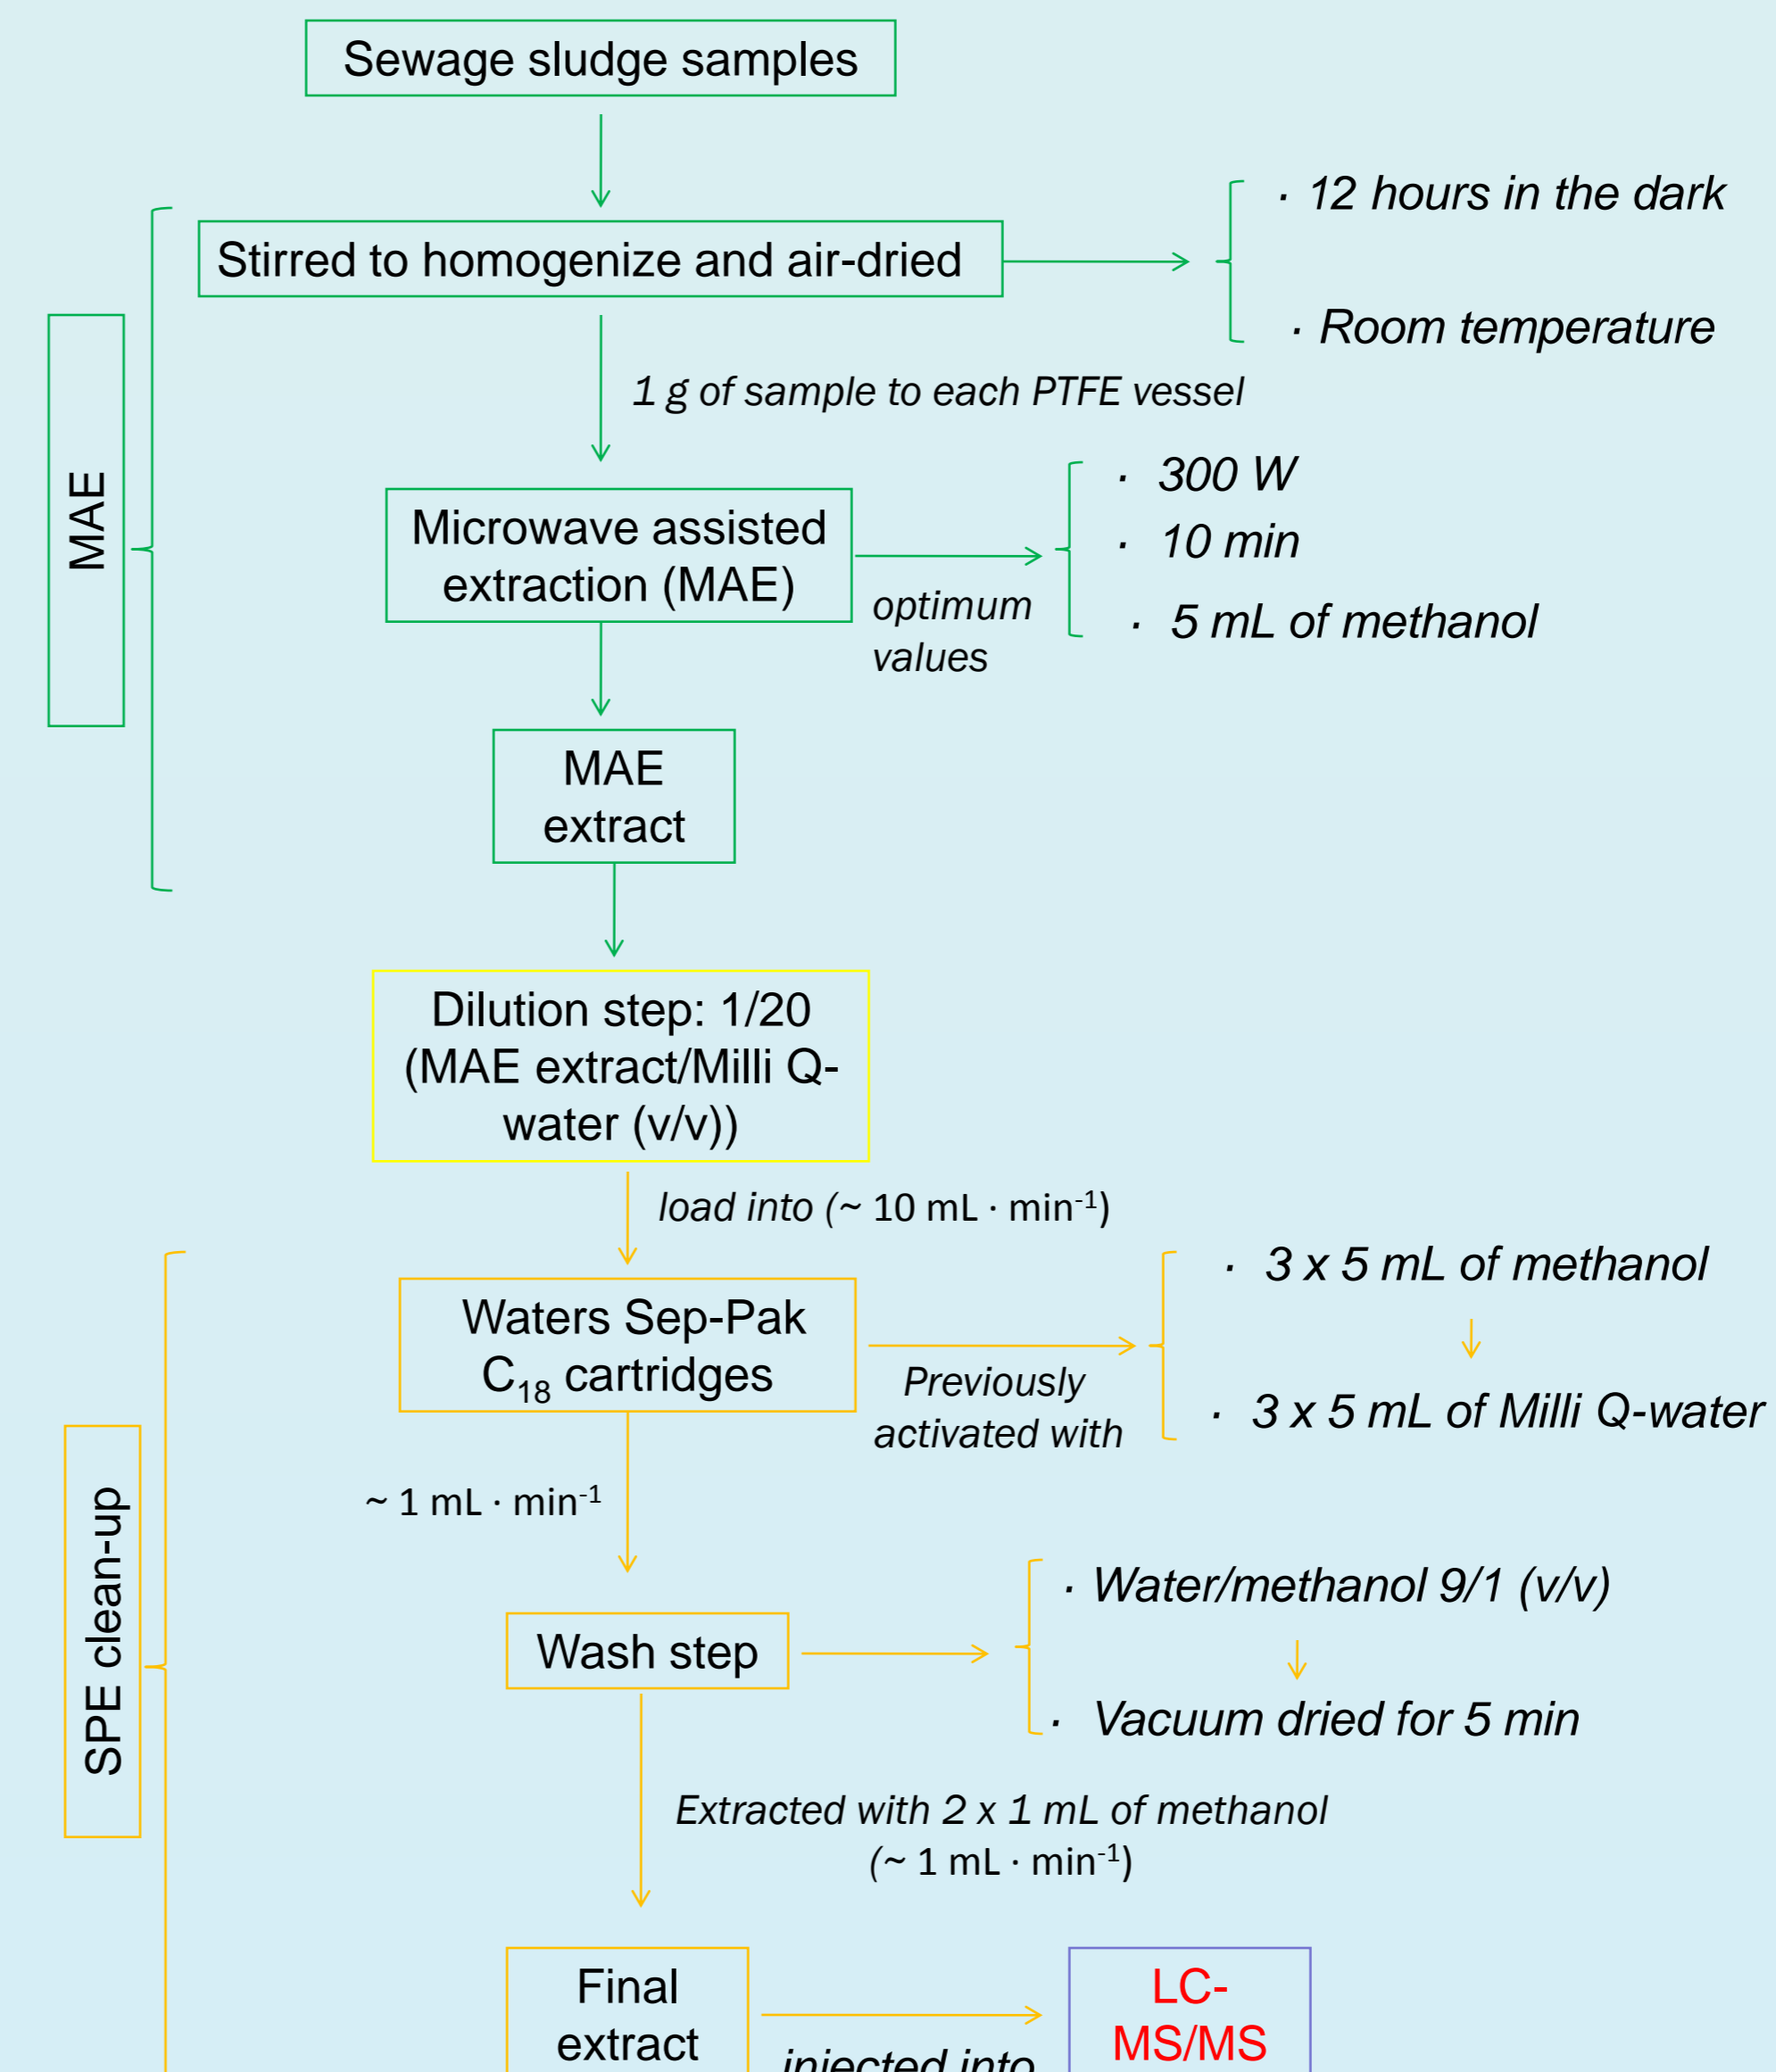 Sewage sludge samples
Stirred to homogenize and air-dried
· 12 hours in the dark
· Room temperature
MAE
1 g of sample to each PTFE vessel
Microwave assisted
extraction (MAE)
optimum
values
· 300 W
· 10 min
· 5 mL of methanol
MAE
extract
Dilution step: 1/20
(MAE extract/Milli Q-
water (v/v))
load into (~ 10 mL · min⁻¹)
Waters Sep-Pak
C₁₈ cartridges
Previously
activated with
· 3 x 5 mL of methanol
· 3 x 5 mL of Milli Q-water
SPE clean-up
~ 1 mL · min⁻¹
Wash step
· Water/methanol 9/1 (v/v)
· Vacuum dried for 5 min
Extracted with 2 x 1 mL of methanol
(~ 1 mL · min⁻¹)
Final
extract
injected into
LC-
MS/MS